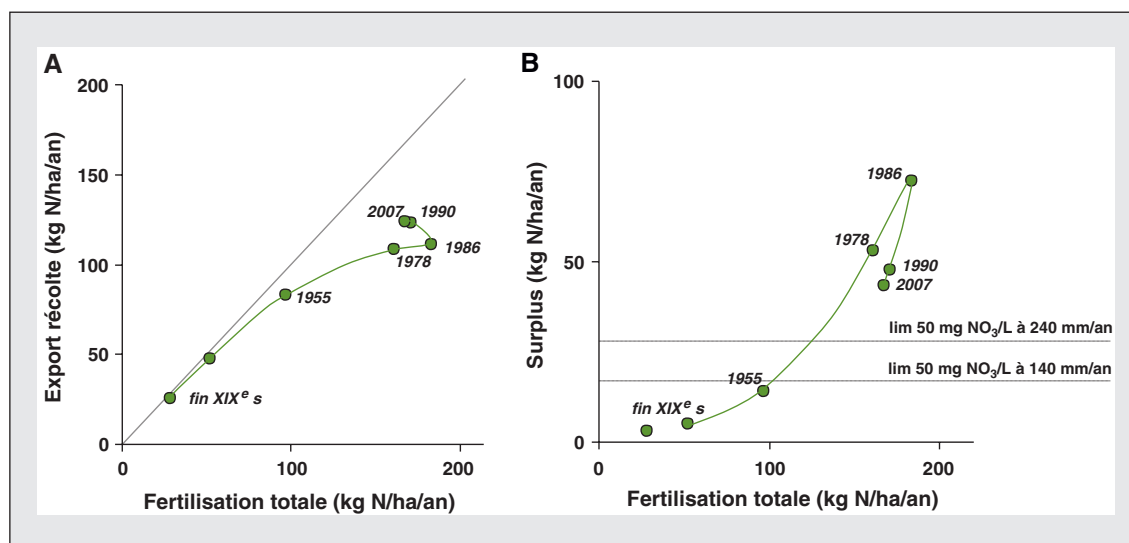 A
Export récolte (kg N/ha/an)
200
150
100
50
0
2007 1990
1986
1978
1955
fin XIXᵉ s
0 100 200
Fertilisation totale (kg N/ha/an)
B
Surplus (kg N/ha/an)
100
50
0
1986
1978
1990
2007
lim 50 mg NO₃/L à 240 mm/an
lim 50 mg NO₃/L à 140 mm/an
1955
fin XIXᵉ s
0 100 200
Fertilisation totale (kg N/ha/an)